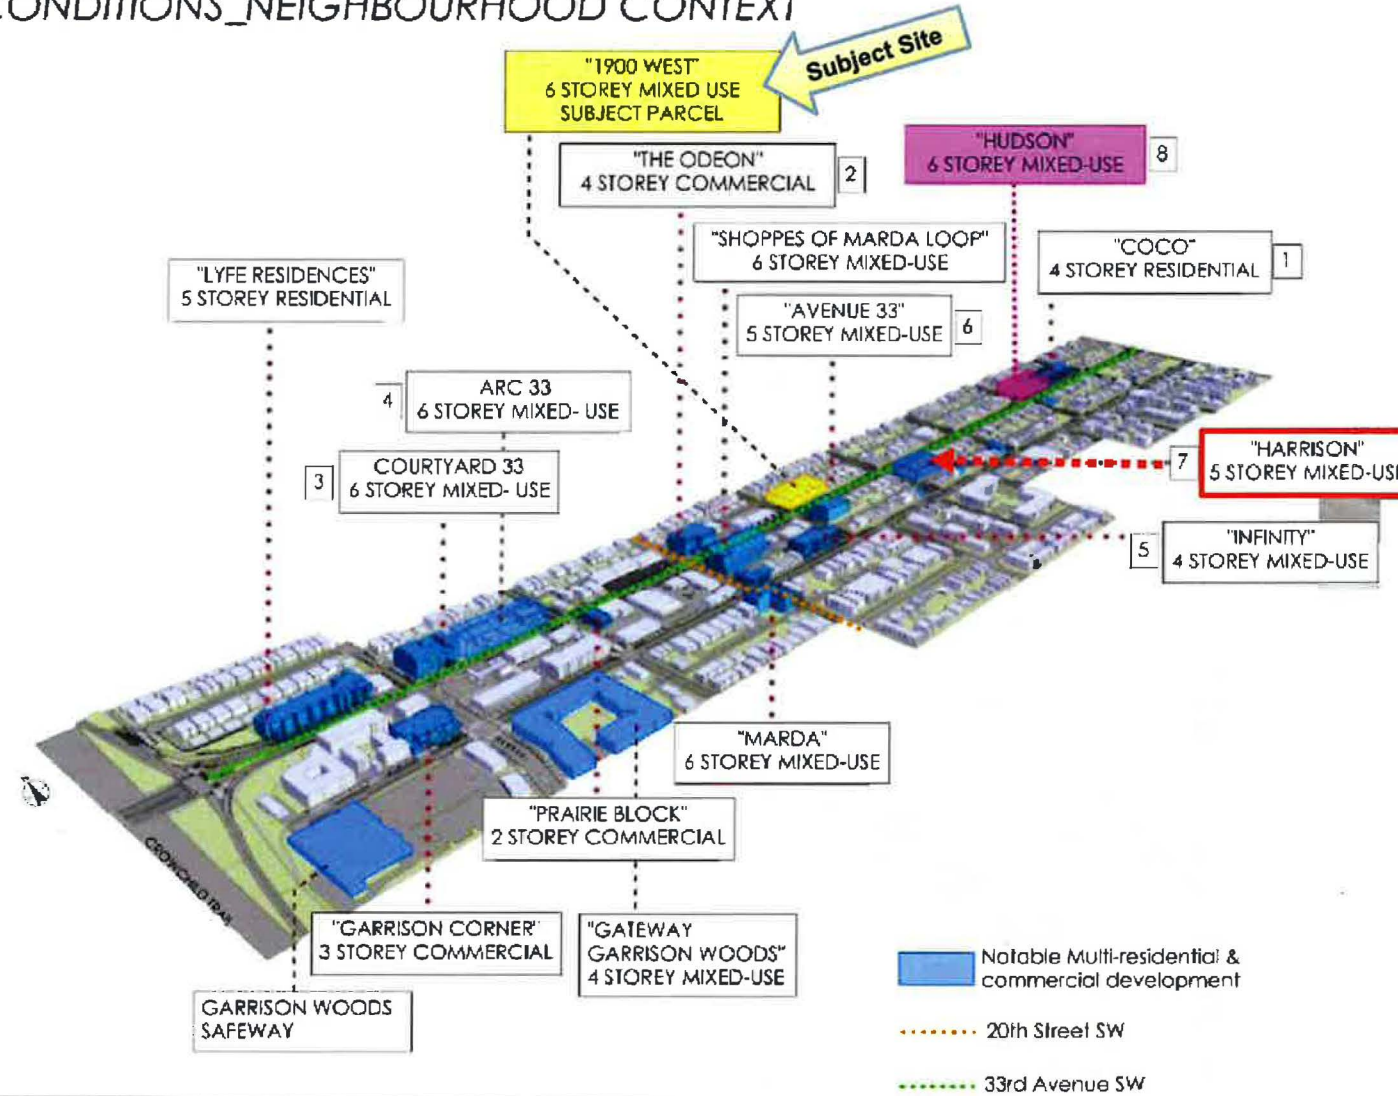 CONDITIONS_NEIGHBOURHOOD CONTEXT
Subject Site
"1900 WEST"
6 STOREY MIXED USE
SUBJECT PARCEL
"THE ODEON"
4 STOREY COMMERCIAL
2
"HUDSON"
6 STOREY MIXED-USE
8
"SHOPPES OF MARDA LOOP"
6 STOREY MIXED-USE
"COCO"
4 STOREY RESIDENTIAL
1
"LYFE RESIDENCES"
5 STOREY RESIDENTIAL
"AVENUE 33"
5 STOREY MIXED-USE
6
4
ARC 33
6 STOREY MIXED- USE
3
COURTYARD 33
6 STOREY MIXED- USE
7
"HARRISON"
5 STOREY MIXED-USE
5
"INFINITY"
4 STOREY MIXED-USE
"MARDA"
6 STOREY MIXED-USE
"PRAIRIE BLOCK"
2 STOREY COMMERCIAL
CROWCHILD TRAIL
"GARRISON CORNER"
3 STOREY COMMERCIAL
"GATEWAY
GARRISON WOODS"
4 STOREY MIXED-USE
GARRISON WOODS
SAFEWAY
Notable Multi-residential &
commercial development
20th Street SW
33rd Avenue SW